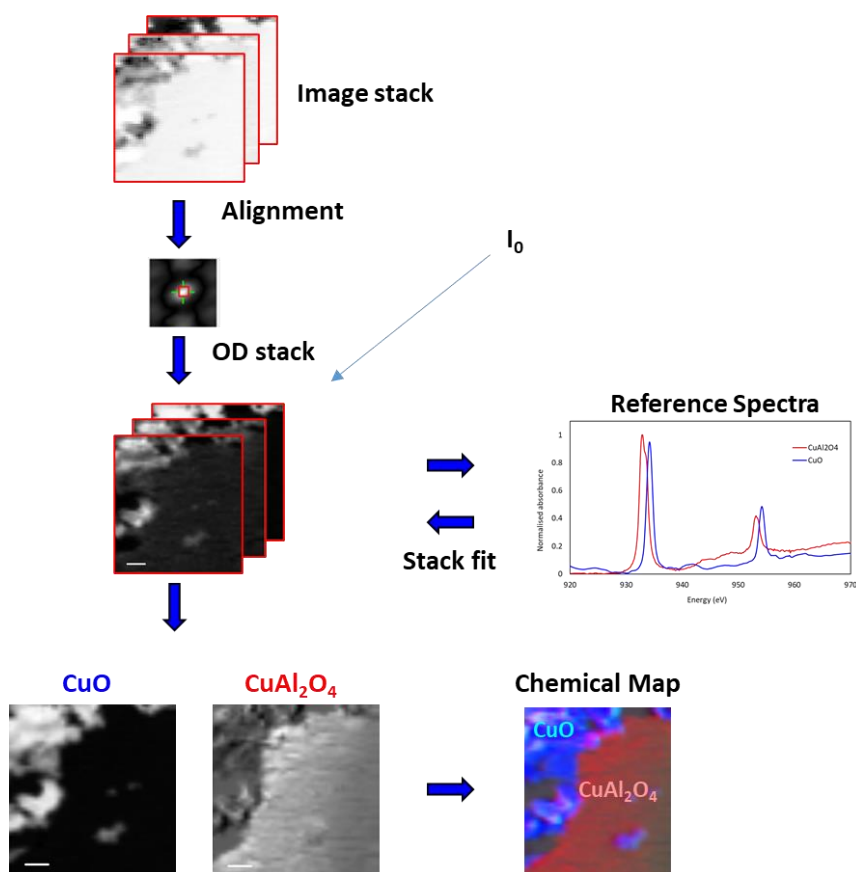 Image stack
Alignment
I₀
OD stack
Reference Spectra
1
0.8
0.6
0.4
0.2
0
Normalised absorbance
CuAl2O4
CuO
920 930 940 950 960 970
Energy (eV)
Stack fit
CuO
CuAl₂O₄
Chemical Map
CuO
CuAl₂O₄